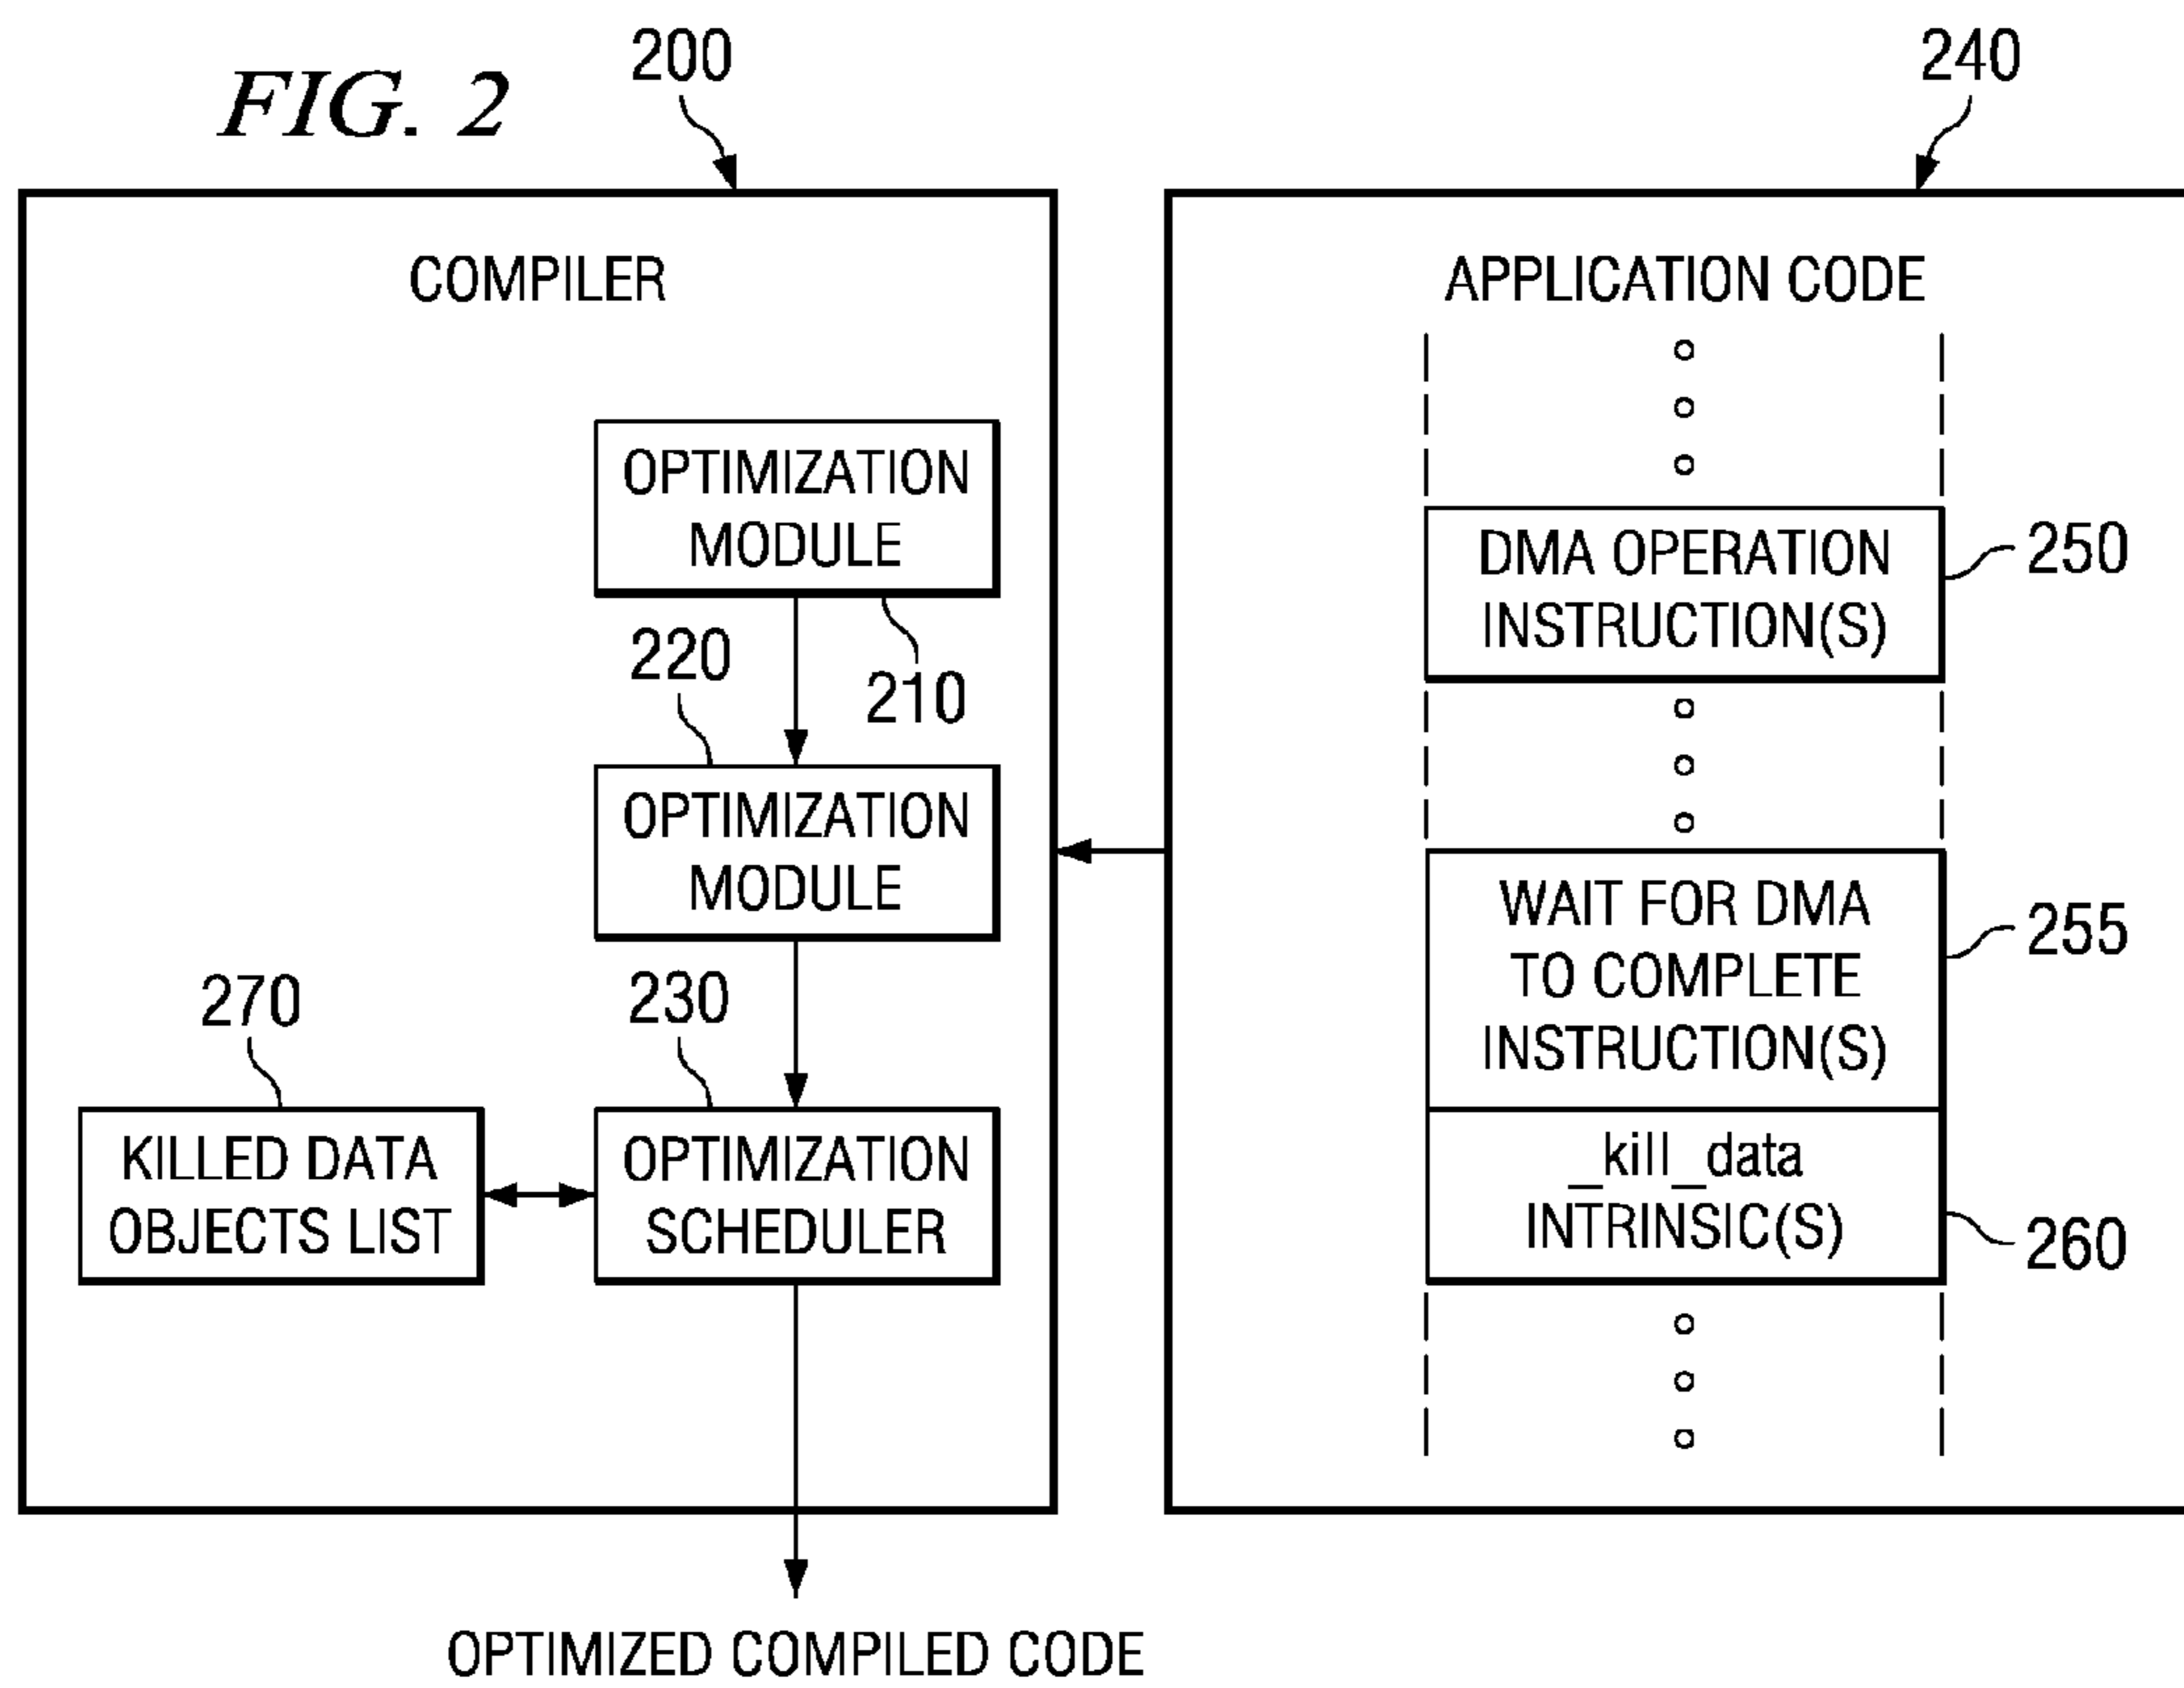 FIG. 2
200
240
COMPILER
APPLICATION CODE
OPTIMIZATION
MODULE
210
DMA OPERATION
INSTRUCTION(S)
250
220
OPTIMIZATION
MODULE
WAIT FOR DMA
TO COMPLETE
INSTRUCTION(S)
255
270
230
KILLED DATA
OBJECTS LIST
OPTIMIZATION
SCHEDULER
_kill_data
INTRINSIC(S)
260
OPTIMIZED COMPILED CODE